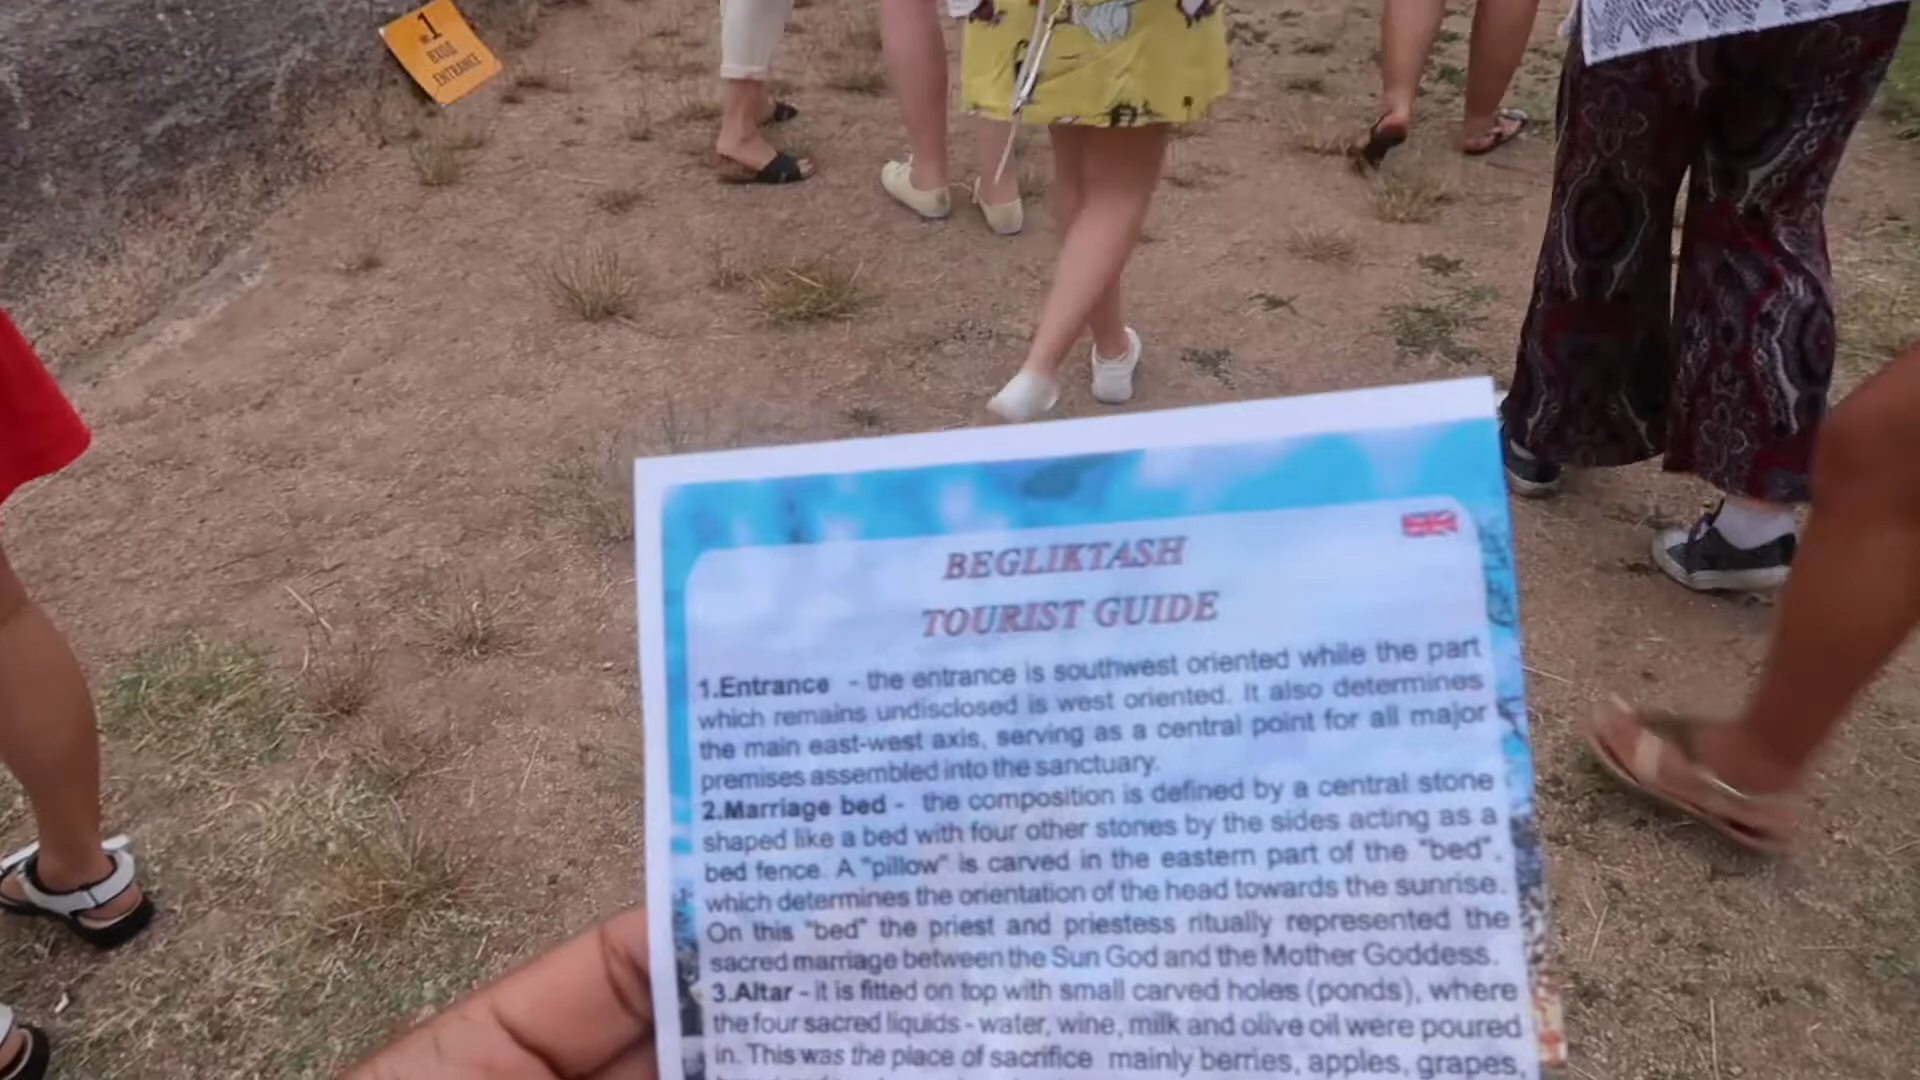 #1
ВХОД
ENTRANCE
BEGLIKTASH
TOURIST GUIDE
1.Entrance - the entrance is southwest oriented while the part
which remains undisclosed is west oriented. It also determines
the main east-west axis, serving as a central point for all major
premises assembled into the sanctuary.
2.Marriage bed - the composition is defined by a central stone
shaped like a bed with four other stones by the sides acting as a
bed fence. A "pillow" is carved in the eastern part of the "bed",
which determines the orientation of the head towards the sunrise.
On this "bed" the priest and priestess ritually represented the
sacred marriage between the Sun God and the Mother Goddess.
3.Altar - it is fitted on top with small carved holes (ponds), where
the four sacred liquids - water, wine, milk and olive oil were poured
in. This was the place of sacrifice mainly berries, apples, grapes,